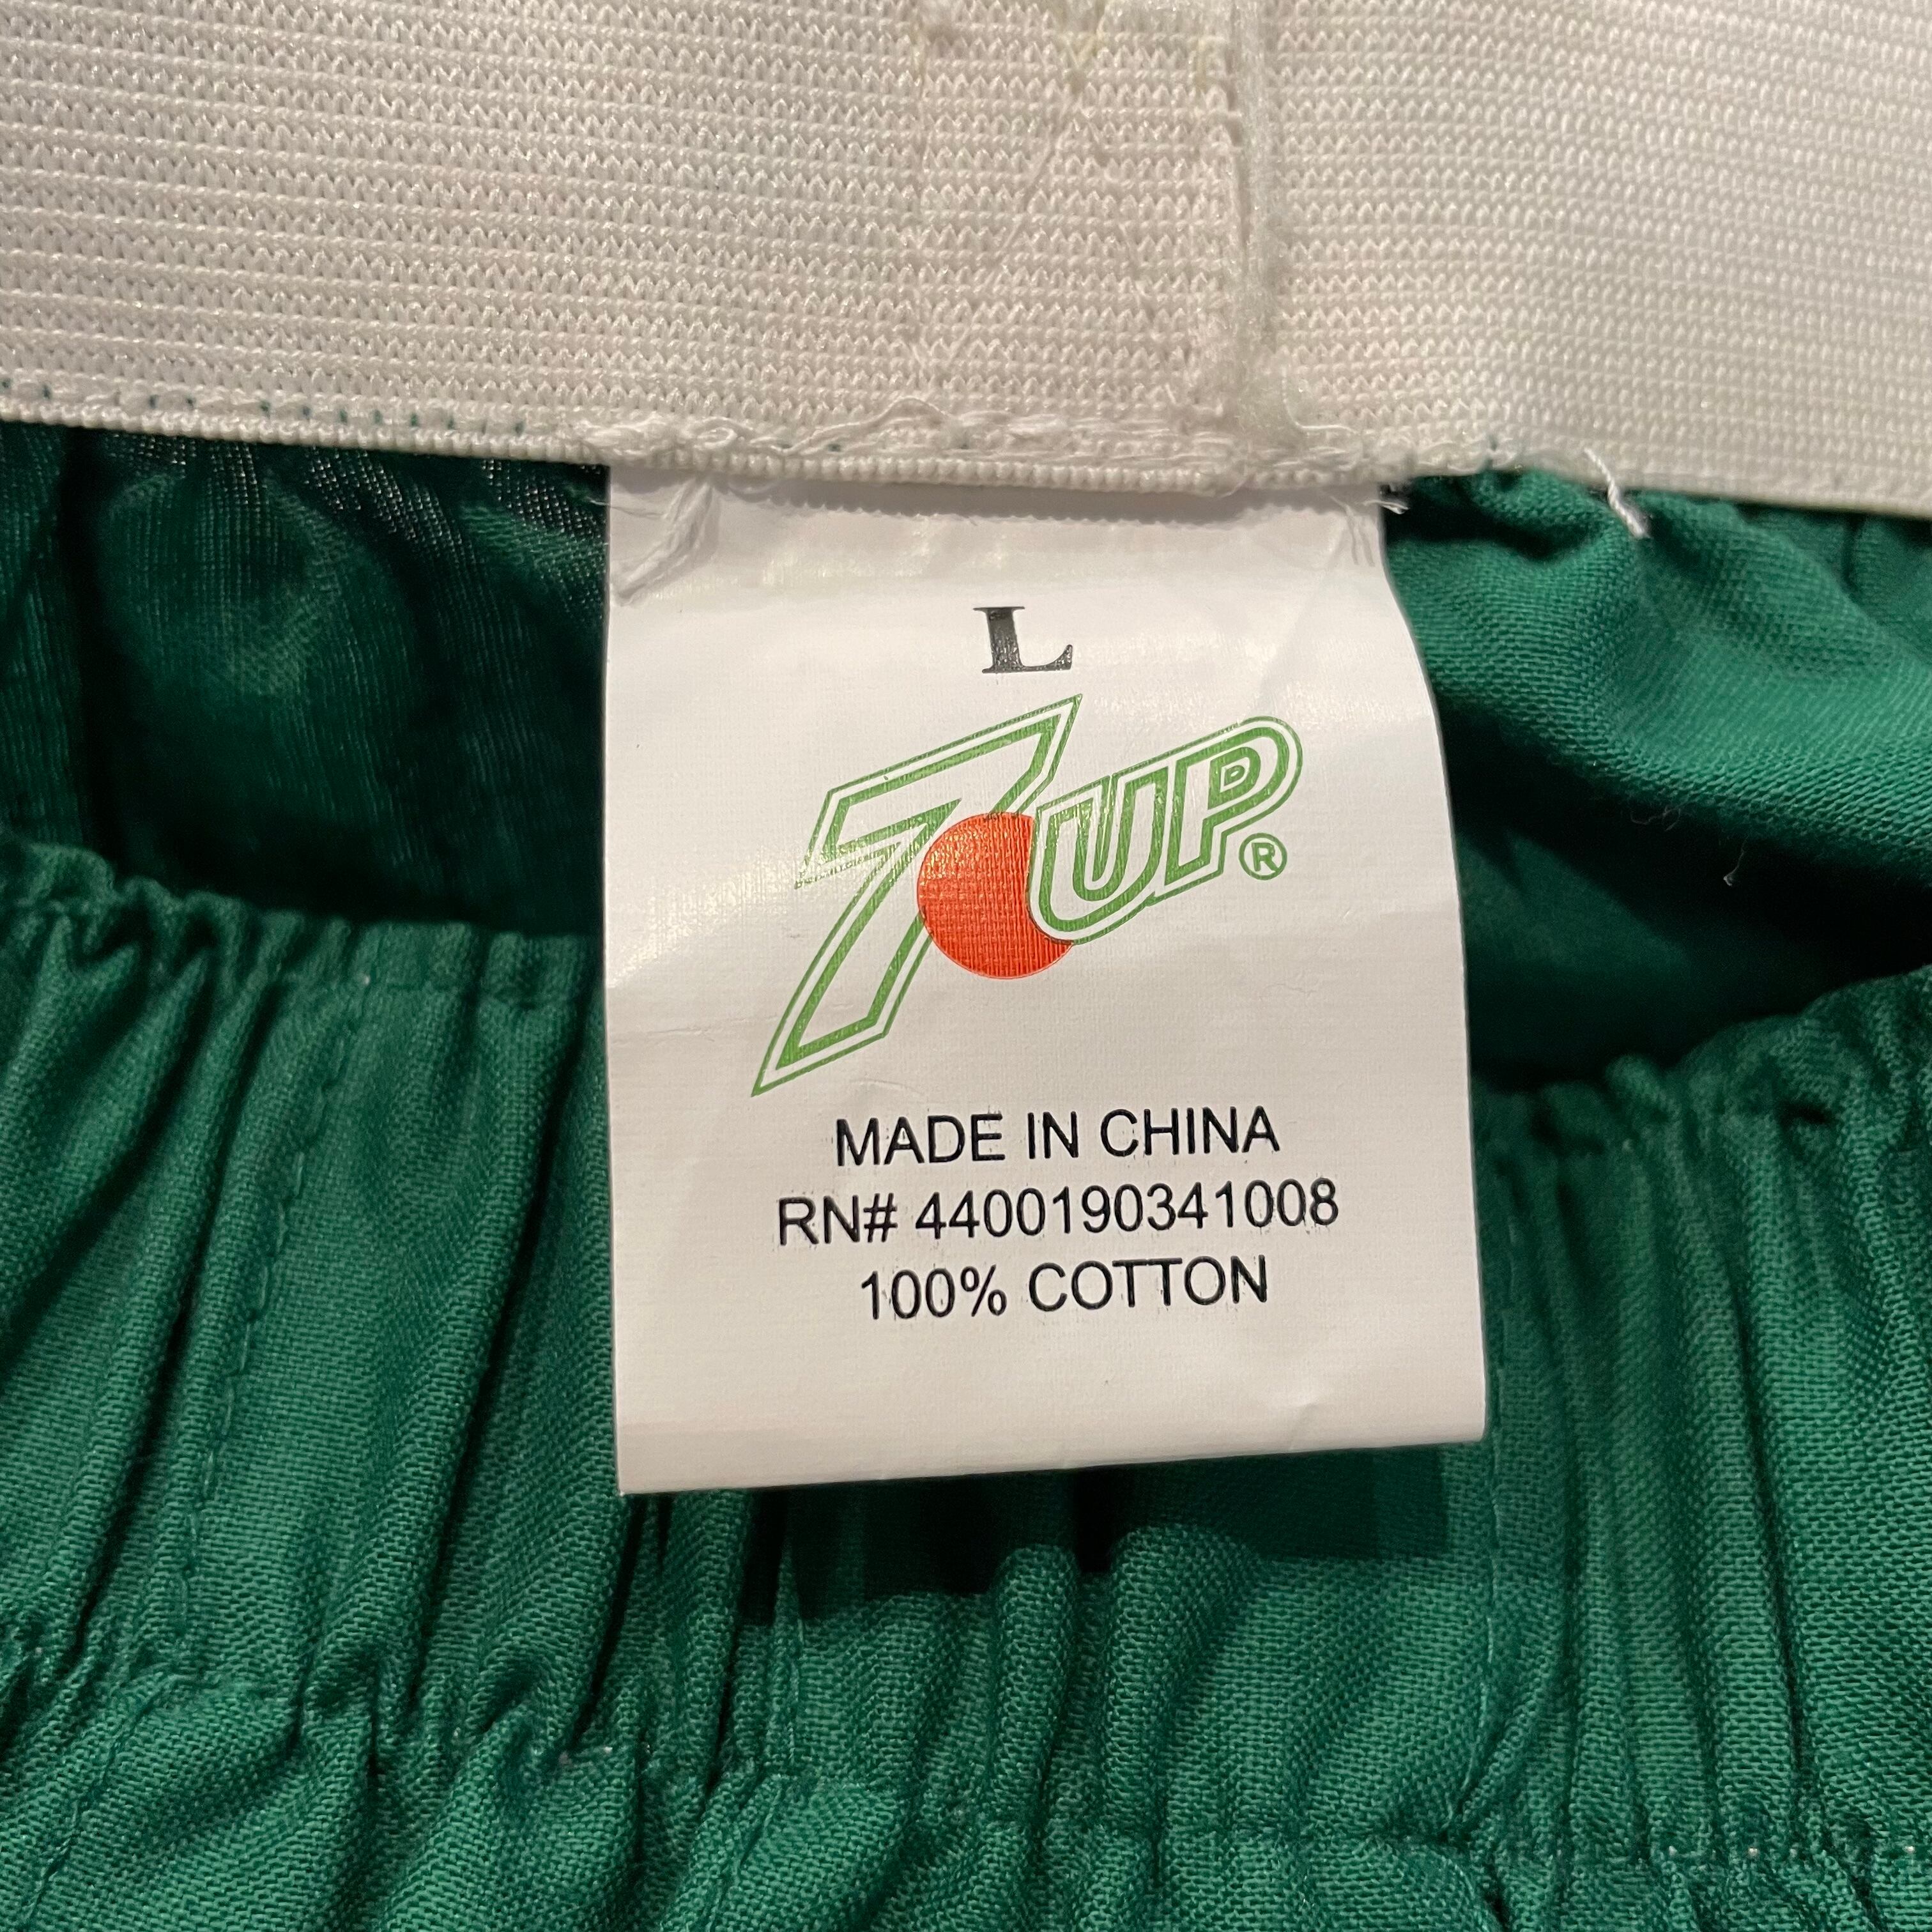 L
7UP®
MADE IN CHINA
RN# 4400190341008
100% COTTON